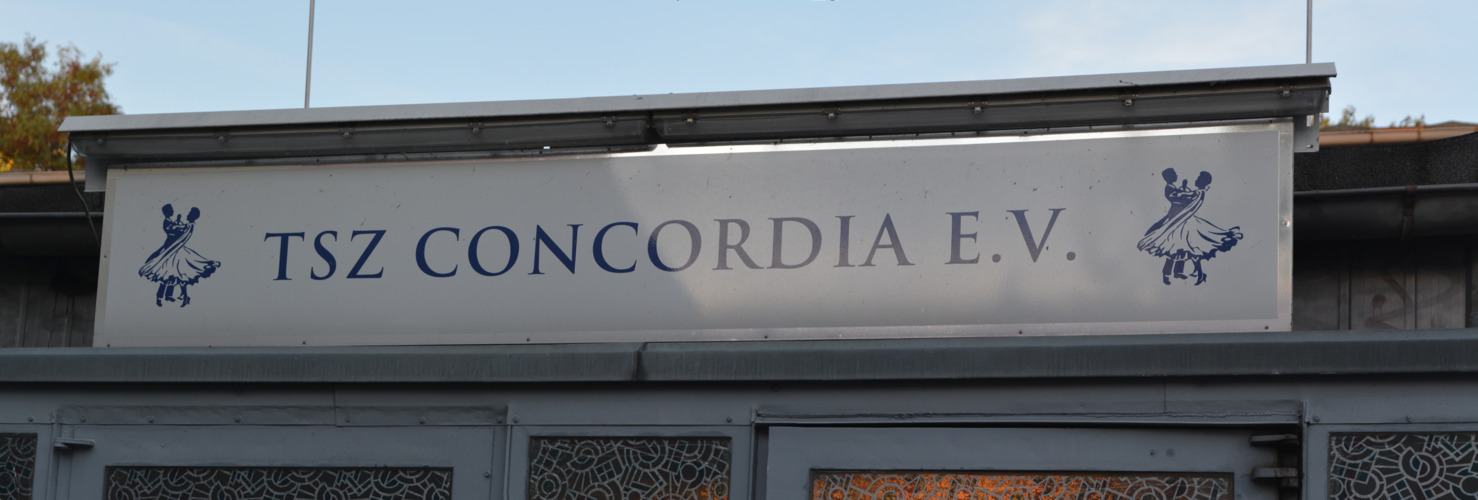 TSZ CONCORDIA E.V.